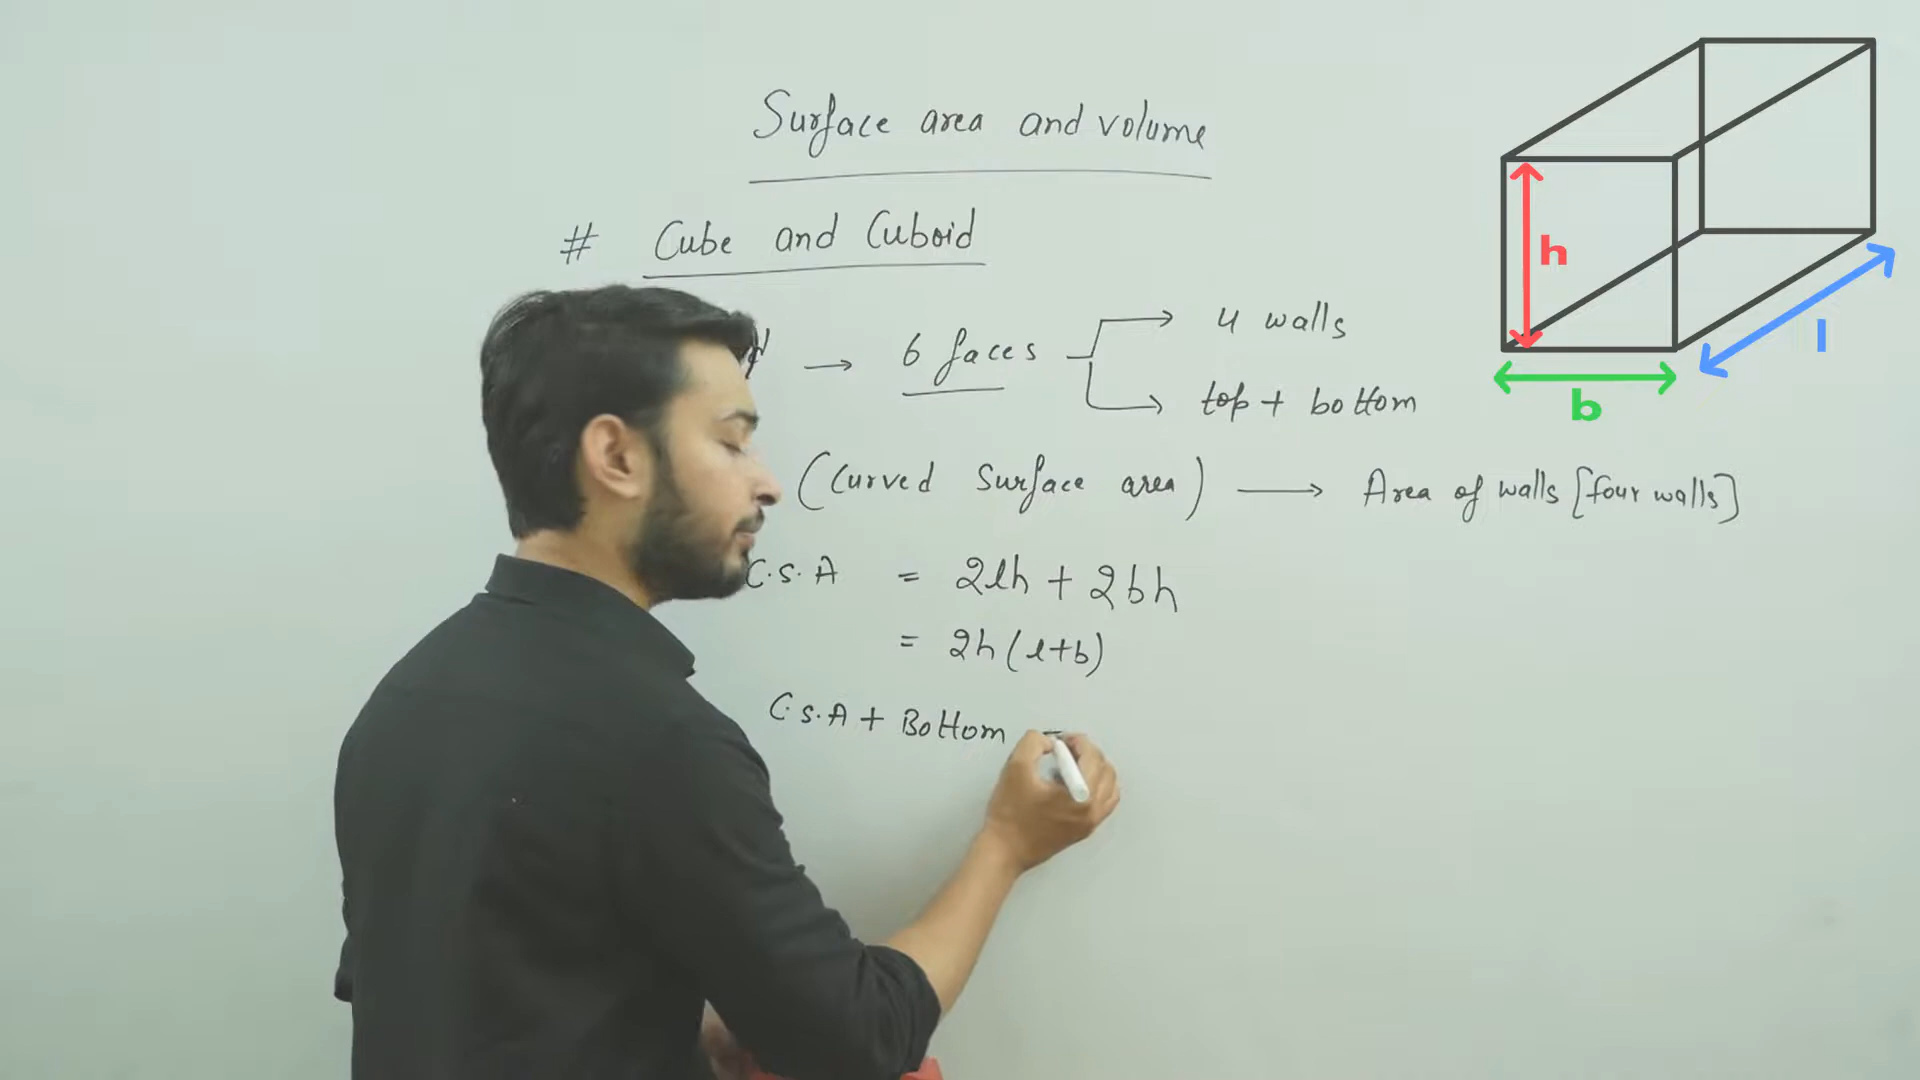 Surface area and volume
# Cube and Cuboid
→ 6 faces → 4 walls
→ top + bottom
(Curved Surface area) → Area of walls [four walls]
C.S.A = 2lh + 2bh
= 2h(l+b)
C.S.A + Bottom =
h
b
l